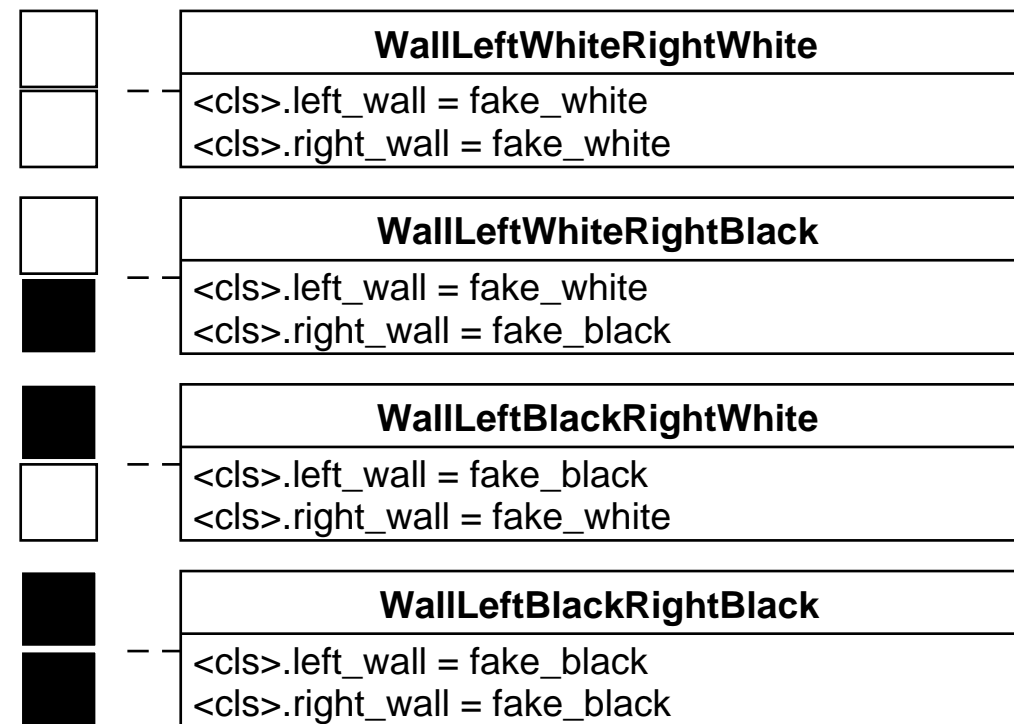 WallLeftWhiteRightWhite
<cls>.left_wall = fake_white
<cls>.right_wall = fake_white
WallLeftWhiteRightBlack
<cls>.left_wall = fake_white
<cls>.right_wall = fake_black
WallLeftBlackRightWhite
<cls>.left_wall = fake_black
<cls>.right_wall = fake_white
WallLeftBlackRightBlack
<cls>.left_wall = fake_black
<cls>.right_wall = fake_black